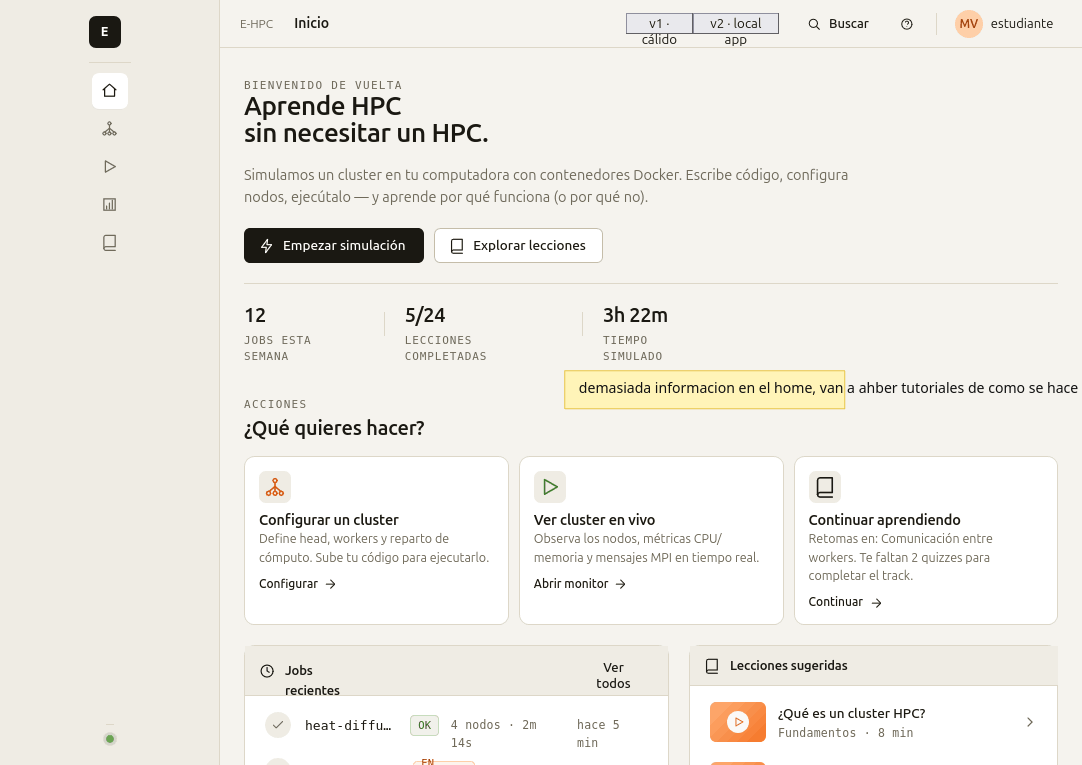 E
E-HPC Inicio
v1 · cálido
v2 · local app
Buscar
MV estudiante
BIENVENIDO DE VUELTA
Aprende HPC
sin necesitar un HPC.
Simulamos un cluster en tu computadora con contenedores Docker. Escribe código, configura
nodos, ejecútalo — y aprende por qué funciona (o por qué no).
Empezar simulación
Explorar lecciones
12
JOBS ESTA
SEMANA
5/24
LECCIONES
COMPLETADAS
3h 22m
TIEMPO
SIMULADO
demasiada informacion en el home, van a ahber tutoriales de como se hace
ACCIONES
¿Qué quieres hacer?
Configurar un cluster
Define head, workers y reparto de
cómputo. Sube tu código para ejecutarlo.
Configurar →
Ver cluster en vivo
Observa los nodos, métricas CPU/
memoria y mensajes MPI en tiempo real.
Abrir monitor →
Continuar aprendiendo
Retomas en: Comunicación entre
workers. Te faltan 2 quizzes para
completar el track.
Continuar →
Jobs
recientes
Ver
todos
heat-diffu…
OK
4 nodos · 2m
14s
hace 5
min
EN
Lecciones sugeridas
¿Qué es un cluster HPC?
Fundamentos · 8 min